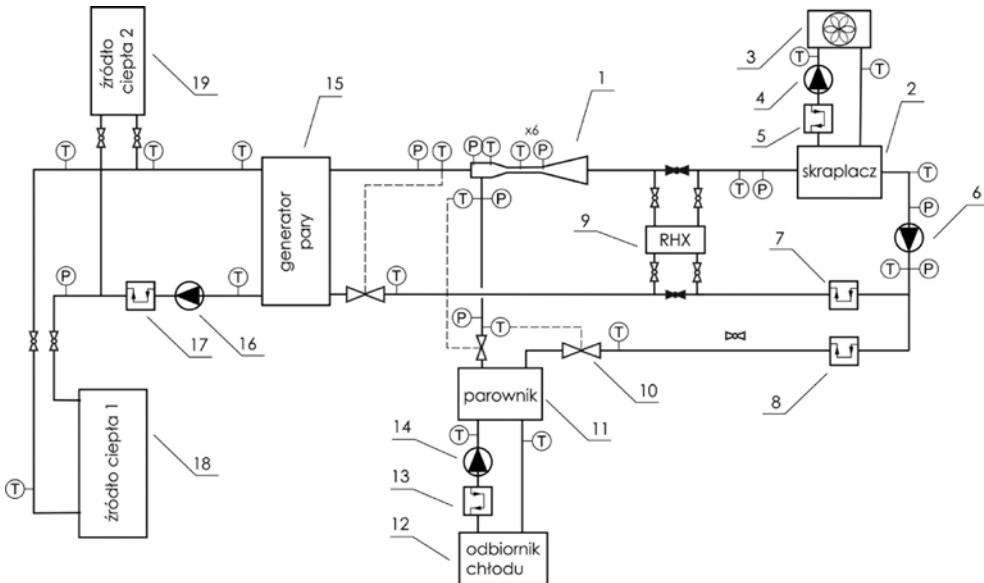 źródło
ciepła 2
19
15
1
3
4
5
2
T
T
T
T
T
P
T
P
T
x6
T
P
skraplacz
T
P
T
P
6
generator
pary
T
P
9
RHX
7
T
P
P
T
T
17
16
P
T
T
10
8
parownik
11
14
T
T
źródło ciepła 1
18
13
T
12
odbiornik
chłodu